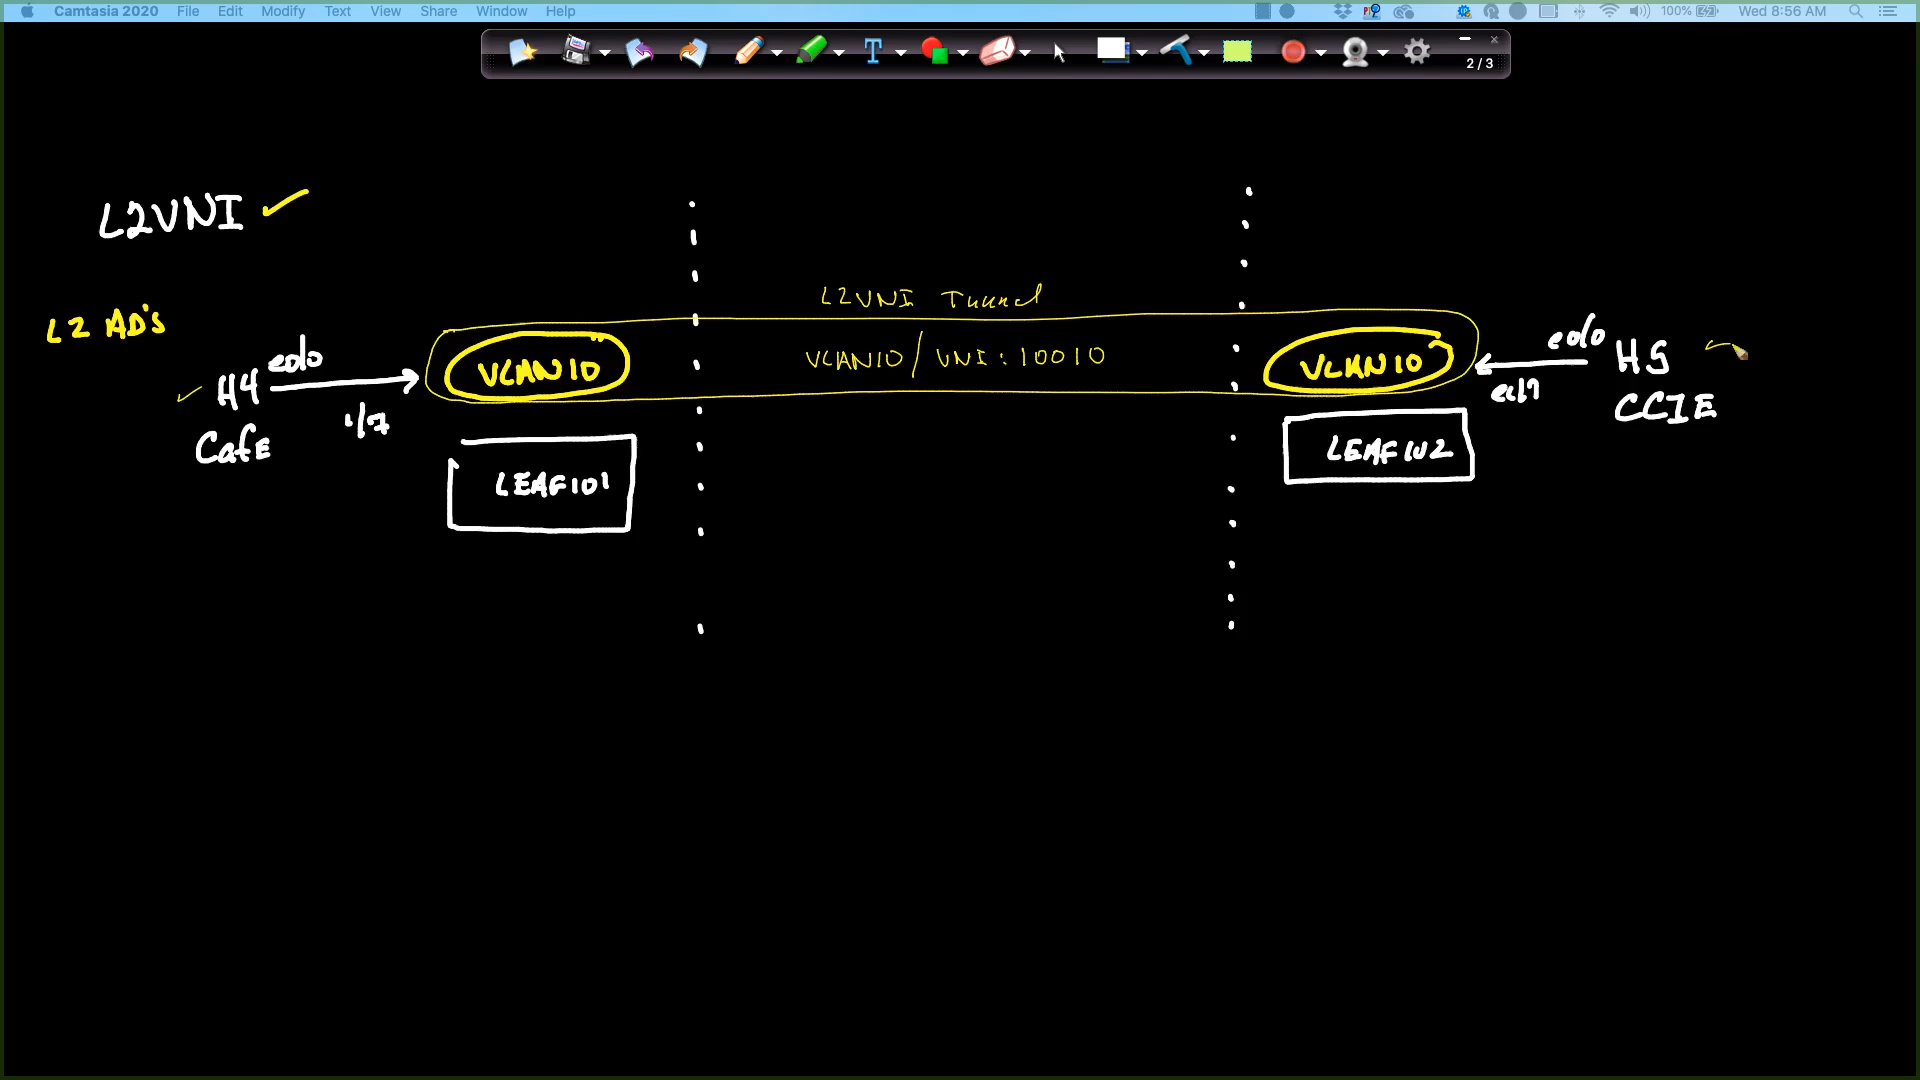 Camtasia 2020 File Edit Modify Text View Share Window Help 100% Wed 8:56 AM
2 / 3
L2VNI
L2VNI Tunnel
L2 AD's
H4 e0/0 VLAN10 VLAN10 / VNI: 10010 VLAN10 e0/0 H5
1/7
Cafe CCIE
LEAF101 LEAF102